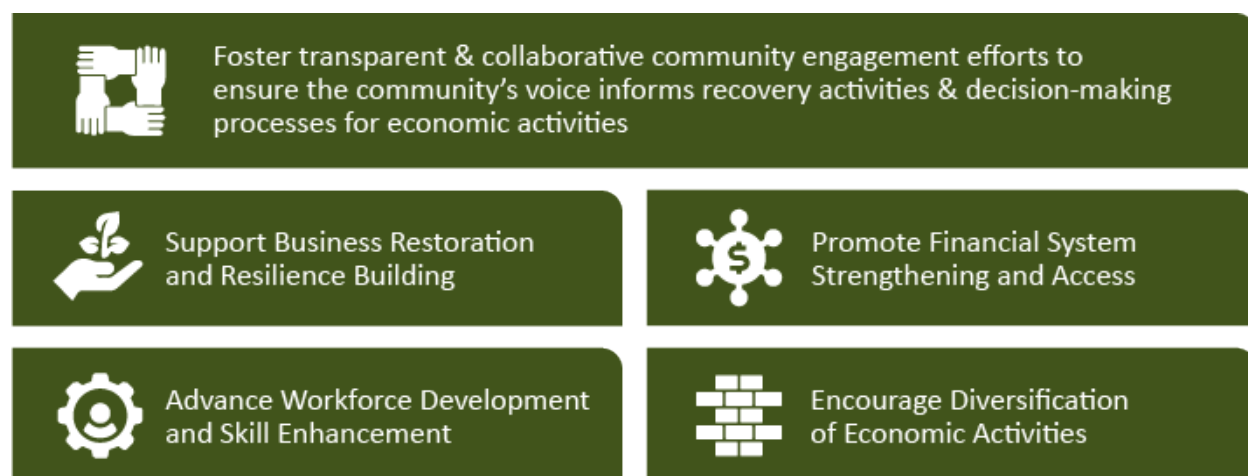 Foster transparent & collaborative community engagement efforts to
ensure the community’s voice informs recovery activities & decision-making
processes for economic activities
Support Business Restoration
and Resilience Building
Promote Financial System
Strengthening and Access
$
Advance Workforce Development
and Skill Enhancement
Encourage Diversification
of Economic Activities